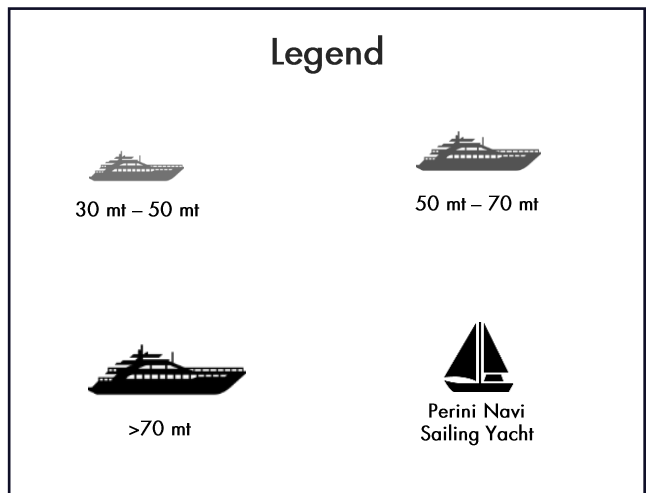 Legend
30 mt – 50 mt
50 mt – 70 mt
>70 mt
Perini Navi
Sailing Yacht